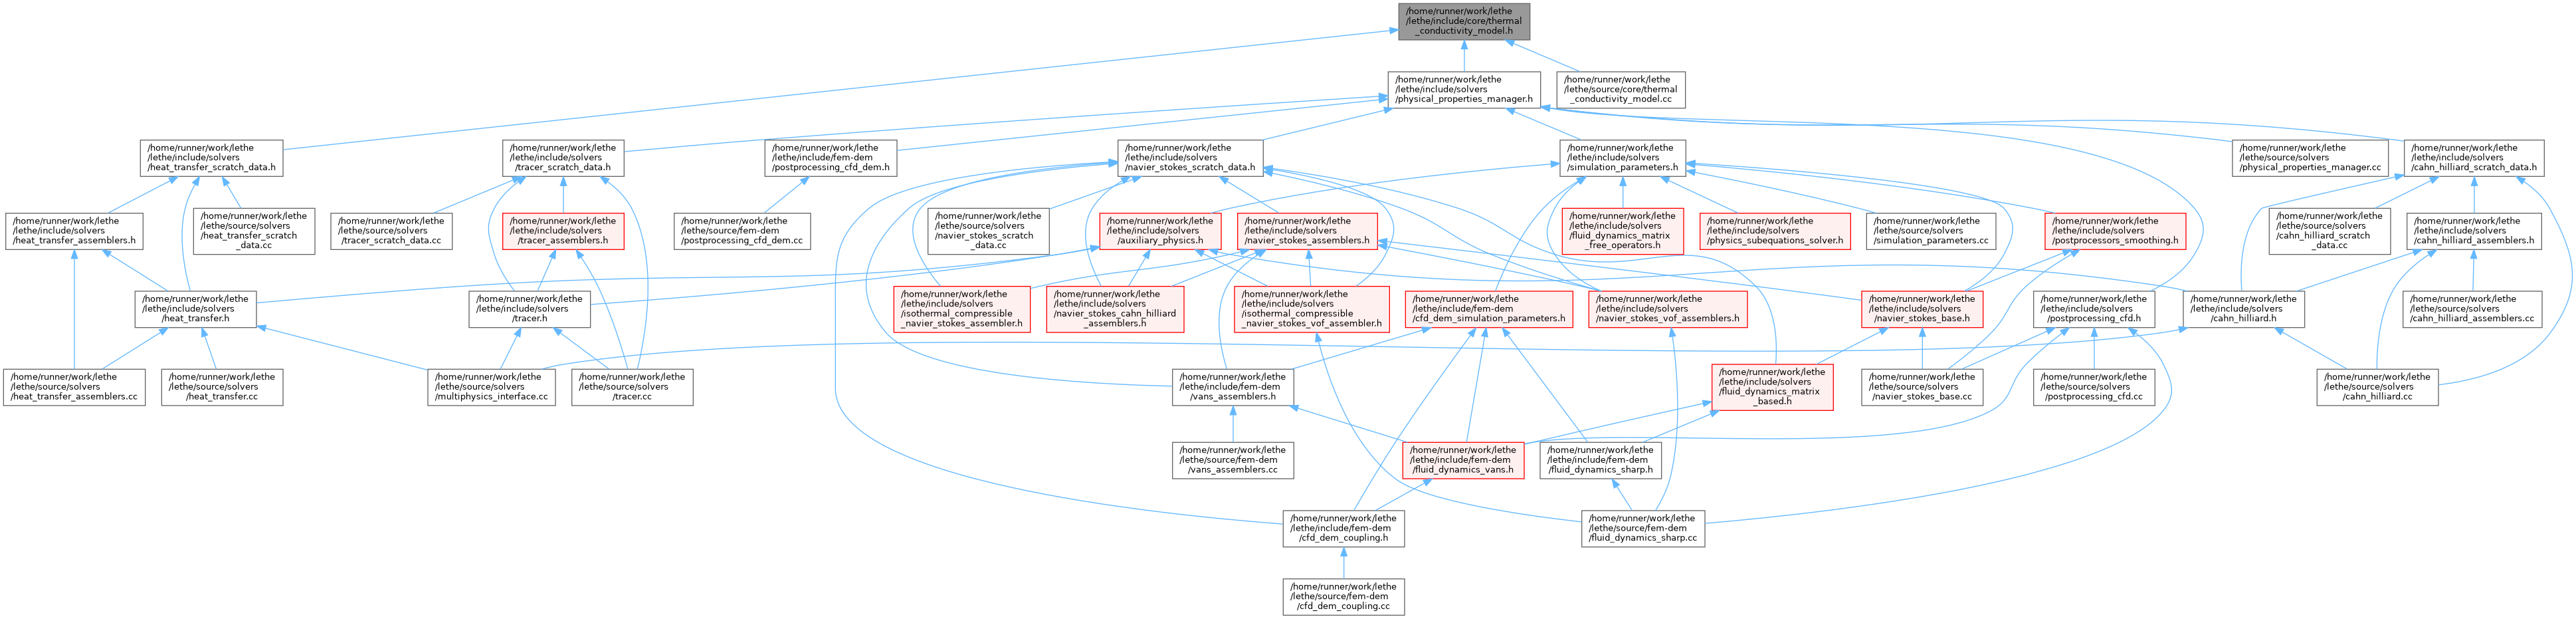 /home/runner/work/lethe
/lethe/include/core/thermal
_conductivity_model.h
/home/runner/work/lethe
/lethe/include/solvers
/physical_properties_manager.h
/home/runner/work/lethe
/lethe/source/core/thermal
_conductivity_model.cc
/home/runner/work/lethe
/lethe/include/solvers
/heat_transfer_scratch_data.h
/home/runner/work/lethe
/lethe/include/solvers
/tracer_scratch_data.h
/home/runner/work/lethe
/lethe/include/fem-dem
/postprocessing_cfd_dem.h
/home/runner/work/lethe
/lethe/include/solvers
/navier_stokes_scratch_data.h
/home/runner/work/lethe
/lethe/include/solvers
/simulation_parameters.h
/home/runner/work/lethe
/lethe/source/solvers
/physical_properties_manager.cc
/home/runner/work/lethe
/lethe/include/solvers
/cahn_hilliard_scratch_data.h
/home/runner/work/lethe
/lethe/include/solvers
/heat_transfer_assemblers.h
/home/runner/work/lethe
/lethe/source/solvers
/heat_transfer_scratch
_data.cc
/home/runner/work/lethe
/lethe/source/solvers
/tracer_scratch_data.cc
/home/runner/work/lethe
/lethe/include/solvers
/tracer_assemblers.h
/home/runner/work/lethe
/lethe/source/fem-dem
/postprocessing_cfd_dem.cc
/home/runner/work/lethe
/lethe/source/solvers
/navier_stokes_scratch
_data.cc
/home/runner/work/lethe
/lethe/include/solvers
/auxiliary_physics.h
/home/runner/work/lethe
/lethe/include/solvers
/navier_stokes_assemblers.h
/home/runner/work/lethe
/lethe/include/solvers
/fluid_dynamics_matrix
_free_operators.h
/home/runner/work/lethe
/lethe/include/solvers
/physics_subequations_solver.h
/home/runner/work/lethe
/lethe/source/solvers
/simulation_parameters.cc
/home/runner/work/lethe
/lethe/include/solvers
/postprocessors_smoothing.h
/home/runner/work/lethe
/lethe/source/solvers
/cahn_hilliard_scratch
_data.cc
/home/runner/work/lethe
/lethe/include/solvers
/cahn_hilliard_assemblers.h
/home/runner/work/lethe
/lethe/include/solvers
/heat_transfer.h
/home/runner/work/lethe
/lethe/include/solvers
/tracer.h
/home/runner/work/lethe
/lethe/include/solvers
/isothermal_compressible
_navier_stokes_assembler.h
/home/runner/work/lethe
/lethe/include/solvers
/navier_stokes_cahn_hilliard
_assemblers.h
/home/runner/work/lethe
/lethe/include/solvers
/isothermal_compressible
_navier_stokes_vof_assembler.h
/home/runner/work/lethe
/lethe/include/fem-dem
/cfd_dem_simulation_parameters.h
/home/runner/work/lethe
/lethe/include/solvers
/navier_stokes_vof_assemblers.h
/home/runner/work/lethe
/lethe/include/solvers
/navier_stokes_base.h
/home/runner/work/lethe
/lethe/include/solvers
/postprocessing_cfd.h
/home/runner/work/lethe
/lethe/include/solvers
/cahn_hilliard.h
/home/runner/work/lethe
/lethe/source/solvers
/cahn_hilliard_assemblers.cc
/home/runner/work/lethe
/lethe/source/solvers
/heat_transfer_assemblers.cc
/home/runner/work/lethe
/lethe/source/solvers
/heat_transfer.cc
/home/runner/work/lethe
/lethe/source/solvers
/multiphysics_interface.cc
/home/runner/work/lethe
/lethe/source/solvers
/tracer.cc
/home/runner/work/lethe
/lethe/include/fem-dem
/vans_assemblers.h
/home/runner/work/lethe
/lethe/include/solvers
/fluid_dynamics_matrix
_based.h
/home/runner/work/lethe
/lethe/source/solvers
/navier_stokes_base.cc
/home/runner/work/lethe
/lethe/source/solvers
/postprocessing_cfd.cc
/home/runner/work/lethe
/lethe/source/solvers
/cahn_hilliard.cc
/home/runner/work/lethe
/lethe/source/fem-dem
/vans_assemblers.cc
/home/runner/work/lethe
/lethe/include/fem-dem
/fluid_dynamics_vans.h
/home/runner/work/lethe
/lethe/include/fem-dem
/fluid_dynamics_sharp.h
/home/runner/work/lethe
/lethe/include/fem-dem
/cfd_dem_coupling.h
/home/runner/work/lethe
/lethe/source/fem-dem
/fluid_dynamics_sharp.cc
/home/runner/work/lethe
/lethe/source/fem-dem
/cfd_dem_coupling.cc